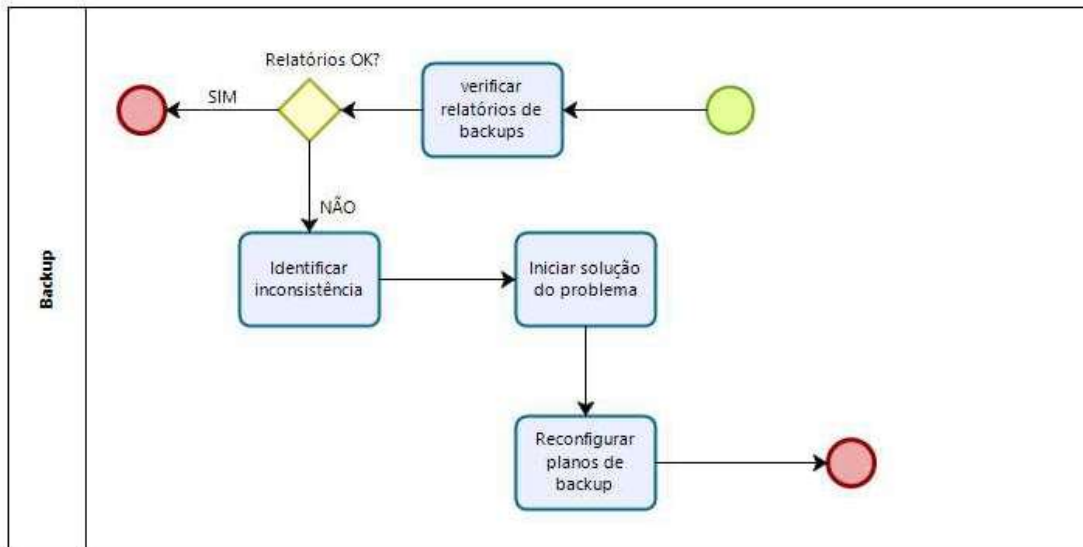 Backup
Relatórios OK?
verificar
relatórios de
backups
SIM
NÃO
Identificar
inconsistência
Iniciar solução
do problema
Reconfigurar
planos de
backup